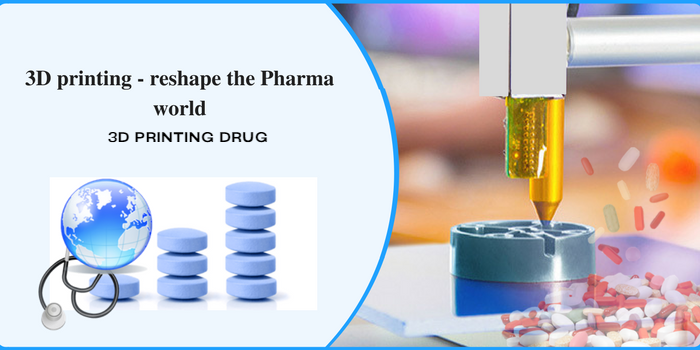 3D printing - reshape the Pharma
world
3D PRINTING DRUG